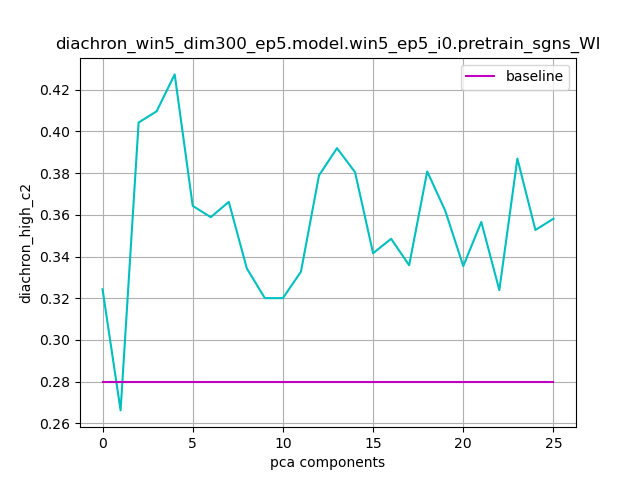 diachron_win5_dim300_ep5.model.win5_ep5_i0.pretrain_sgns_WI
baseline
0.42
0.40
0.38
0.36
0.34
0.32
0.30
0.28
0.26
diachron_high_c2
0 5 10 15 20 25
pca components